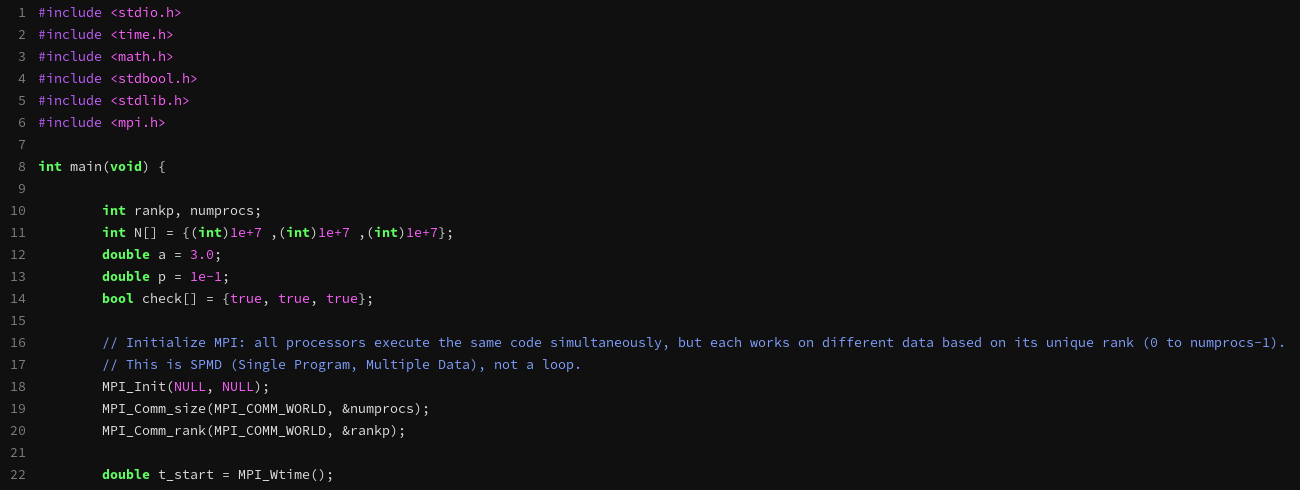 1 #include <stdio.h>
2 #include <time.h>
3 #include <math.h>
4 #include <stdbool.h>
5 #include <stdlib.h>
6 #include <mpi.h>
7
8 int main(void) {
9
10         int rankp, numprocs;
11         int N[] = {(int)1e+7 ,(int)1e+7 ,(int)1e+7};
12         double a = 3.0;
13         double p = 1e-1;
14         bool check[] = {true, true, true};
15
16         // Initialize MPI: all processors execute the same code simultaneously, but each works on different data based on its unique rank (0 to numprocs-1).
17         // This is SPMD (Single Program, Multiple Data), not a loop.
18         MPI_Init(NULL, NULL);
19         MPI_Comm_size(MPI_COMM_WORLD, &numprocs);
20         MPI_Comm_rank(MPI_COMM_WORLD, &rankp);
21
22         double t_start = MPI_Wtime();